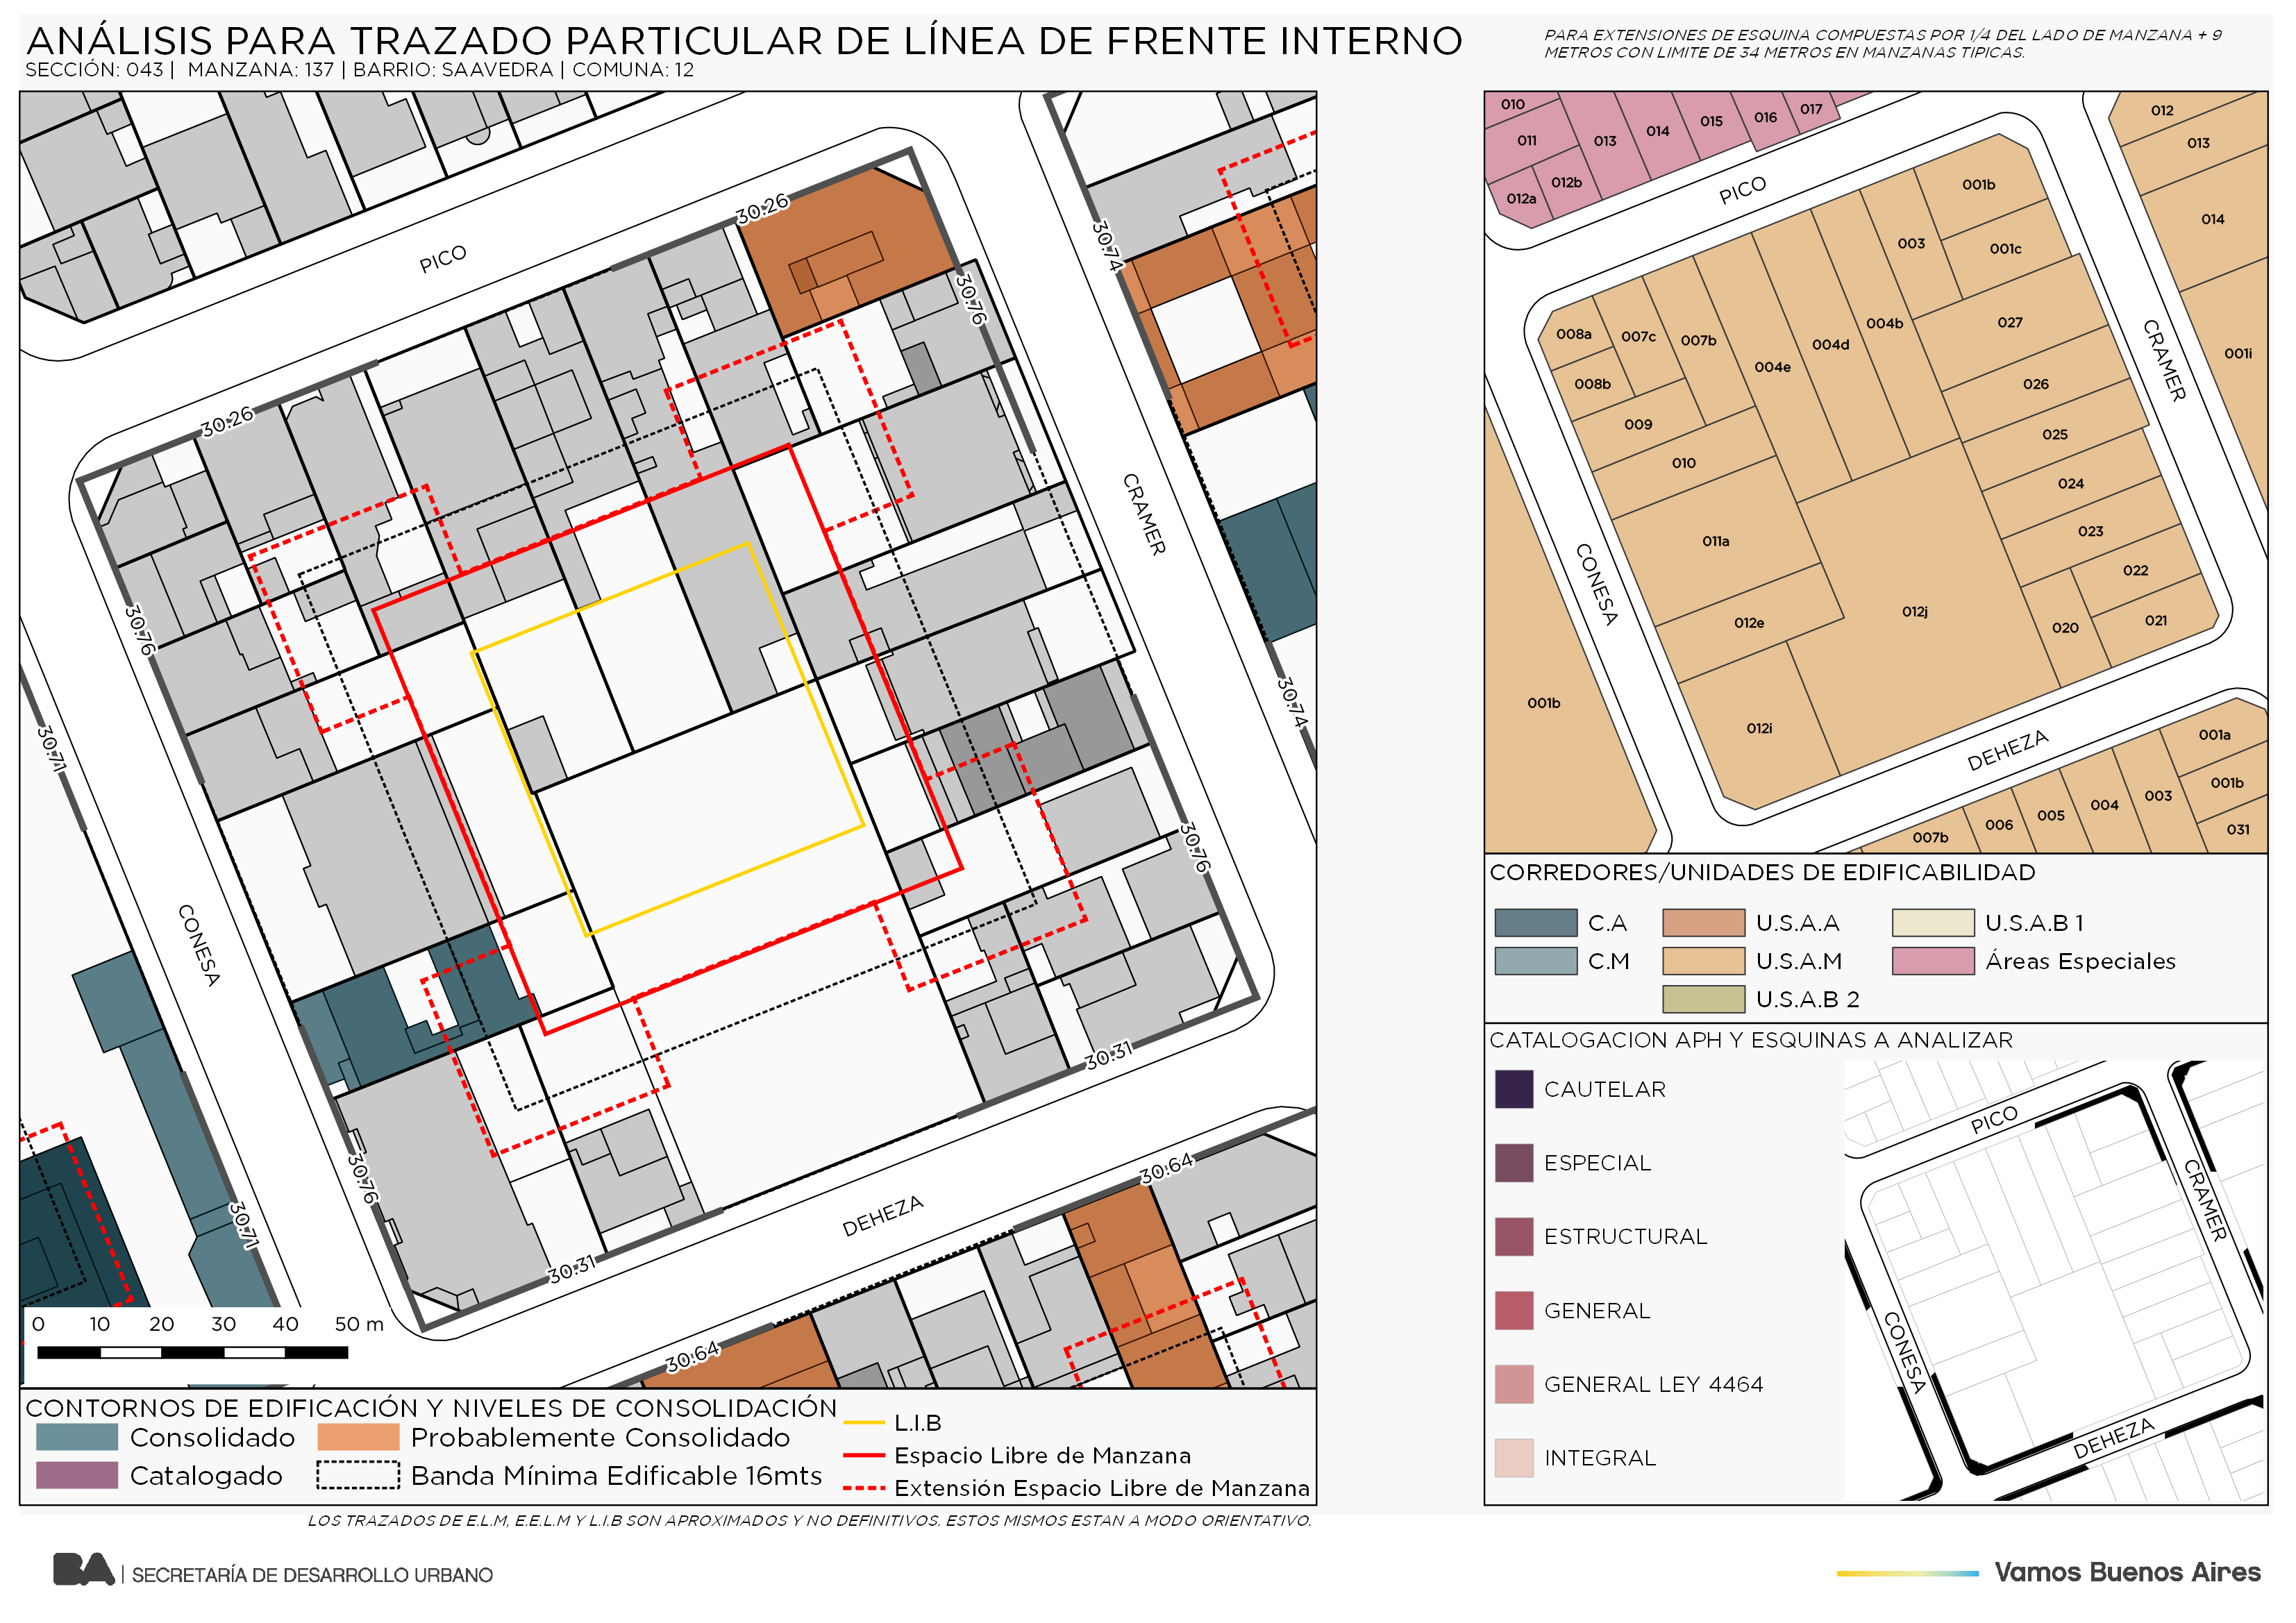 ANÁLISIS PARA TRAZADO PARTICULAR DE LÍNEA DE FRENTE INTERNO
SECCIÓN: 043 | MANZANA: 137 | BARRIO: SAAVEDRA | COMUNA: 12
PARA EXTENSIONES DE ESQUINA COMPUESTAS POR 1/4 DEL LADO DE MANZANA + 9
METROS CON LIMITE DE 34 METROS EN MANZANAS TIPICAS.
PICO
30.26
30.26
30.76
30.74
CRAMER
30.76
30.71
30.74
CONESA
30.76
30.76
30.31
30.31
30.71
DEHEZA
30.64
30.64
0 10 20 30 40 50 m
CONTORNOS DE EDIFICACIÓN Y NIVELES DE CONSOLIDACIÓN
Consolidado
Probablemente Consolidado
Catalogado
Banda Mínima Edificable 16mts
L.I.B
Espacio Libre de Manzana
Extensión Espacio Libre de Manzana
LOS TRAZADOS DE E.L.M, E.E.L.M Y L.I.B SON APROXIMADOS Y NO DEFINITIVOS. ESTOS MISMOS ESTAN A MODO ORIENTATIVO.
010
011
012a
012b
013
014
015
016
017
PICO
012
013
014
001i
001b
001c
003
004b
004d
004e
007b
007c
008a
008b
009
010
011a
012e
012i
012j
027
026
025
024
023
022
021
020
CRAMER
CONESA
DEHEZA
001b
001a
001b
031
003
004
005
006
007b
CORREDORES/UNIDADES DE EDIFICABILIDAD
C.A
U.S.A.A
U.S.A.B 1
C.M
U.S.A.M
Áreas Especiales
U.S.A.B 2
CATALOGACION APH Y ESQUINAS A ANALIZAR
CAUTELAR
ESPECIAL
ESTRUCTURAL
GENERAL
GENERAL LEY 4464
INTEGRAL
PICO
CRAMER
CONESA
DEHEZA
BA | SECRETARÍA DE DESARROLLO URBANO
Vamos Buenos Aires